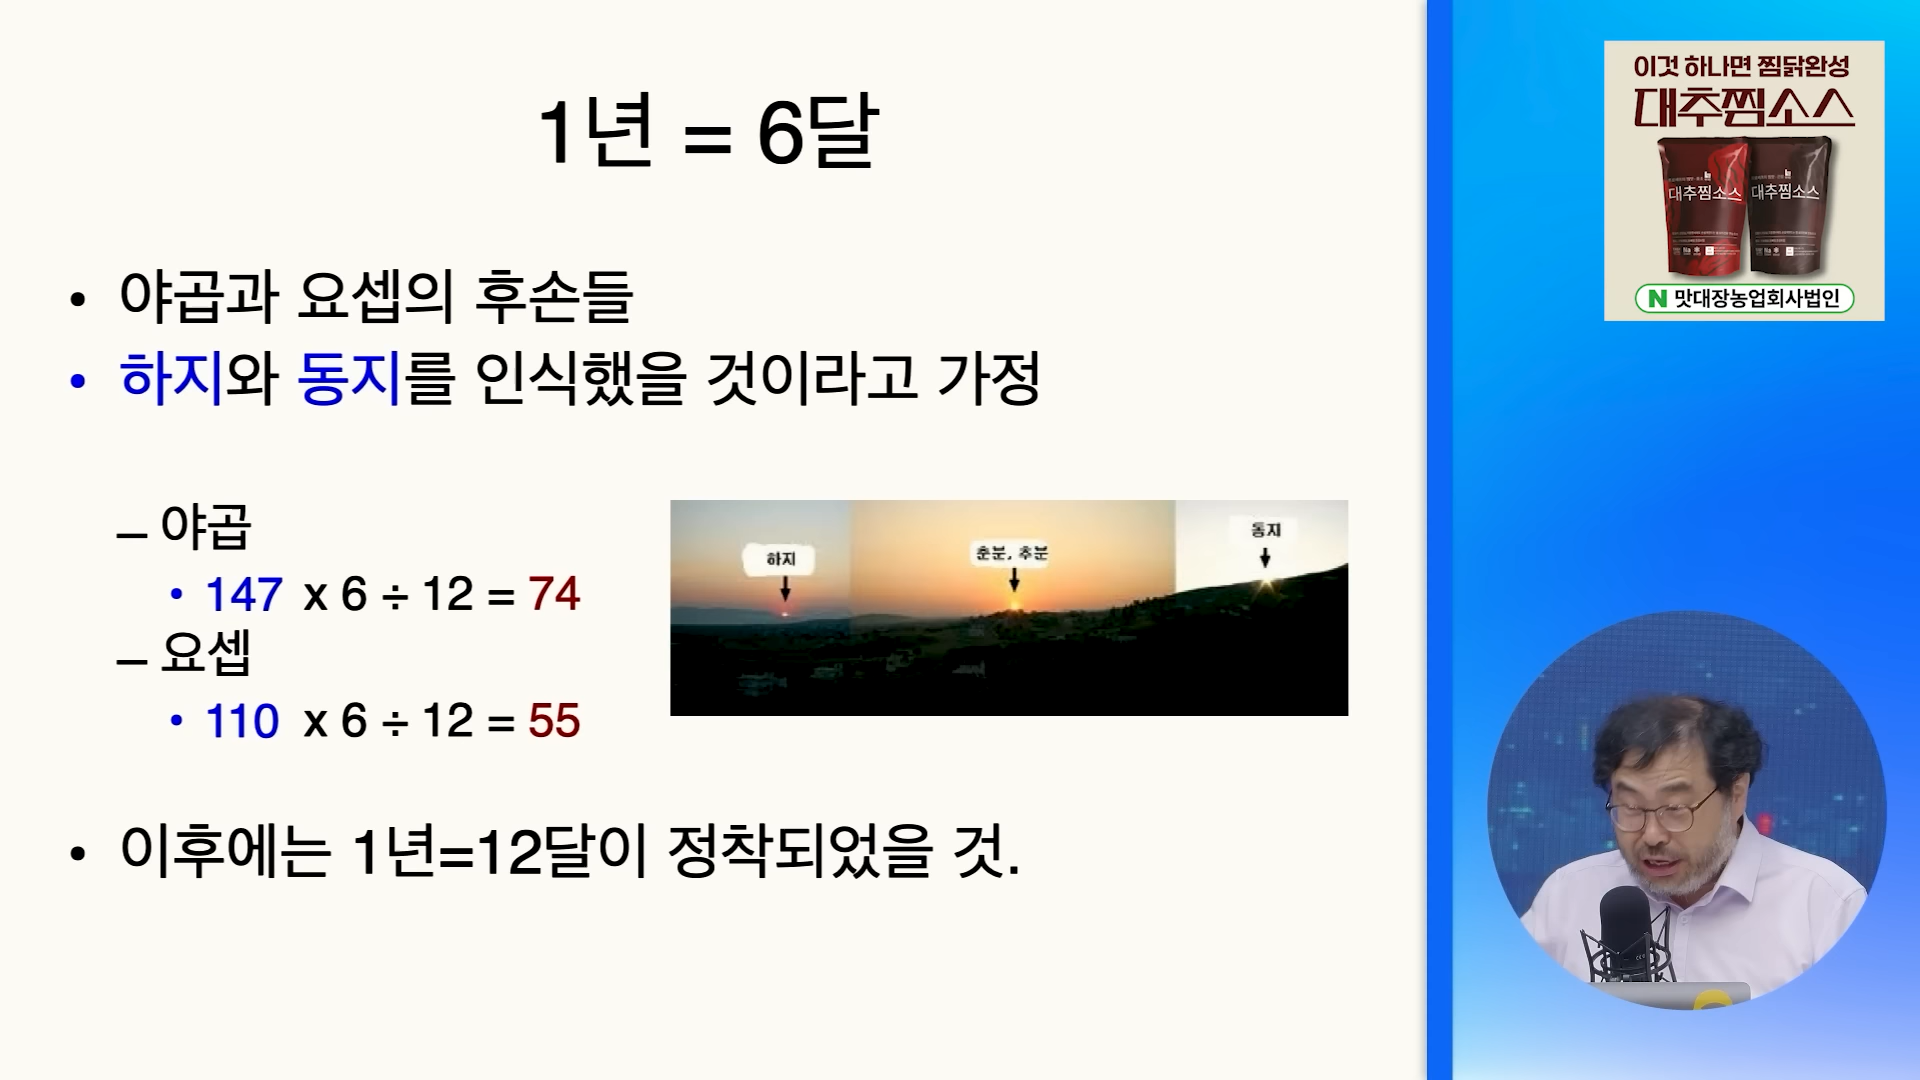 1년 = 6달
• 야곱과 요셉의 후손들
• 하지와 동지를 인식했을 것이라고 가정
– 야곱
• 147 x 6 ÷ 12 = 74
– 요셉
• 110 x 6 ÷ 12 = 55
하지
춘분, 추분
동지
• 이후에는 1년=12달이 정착되었을 것.
이것 하나면 찜닭완성
대추찜소스
대추찜소스
대추찜소스
N 맛대장농업회사법인